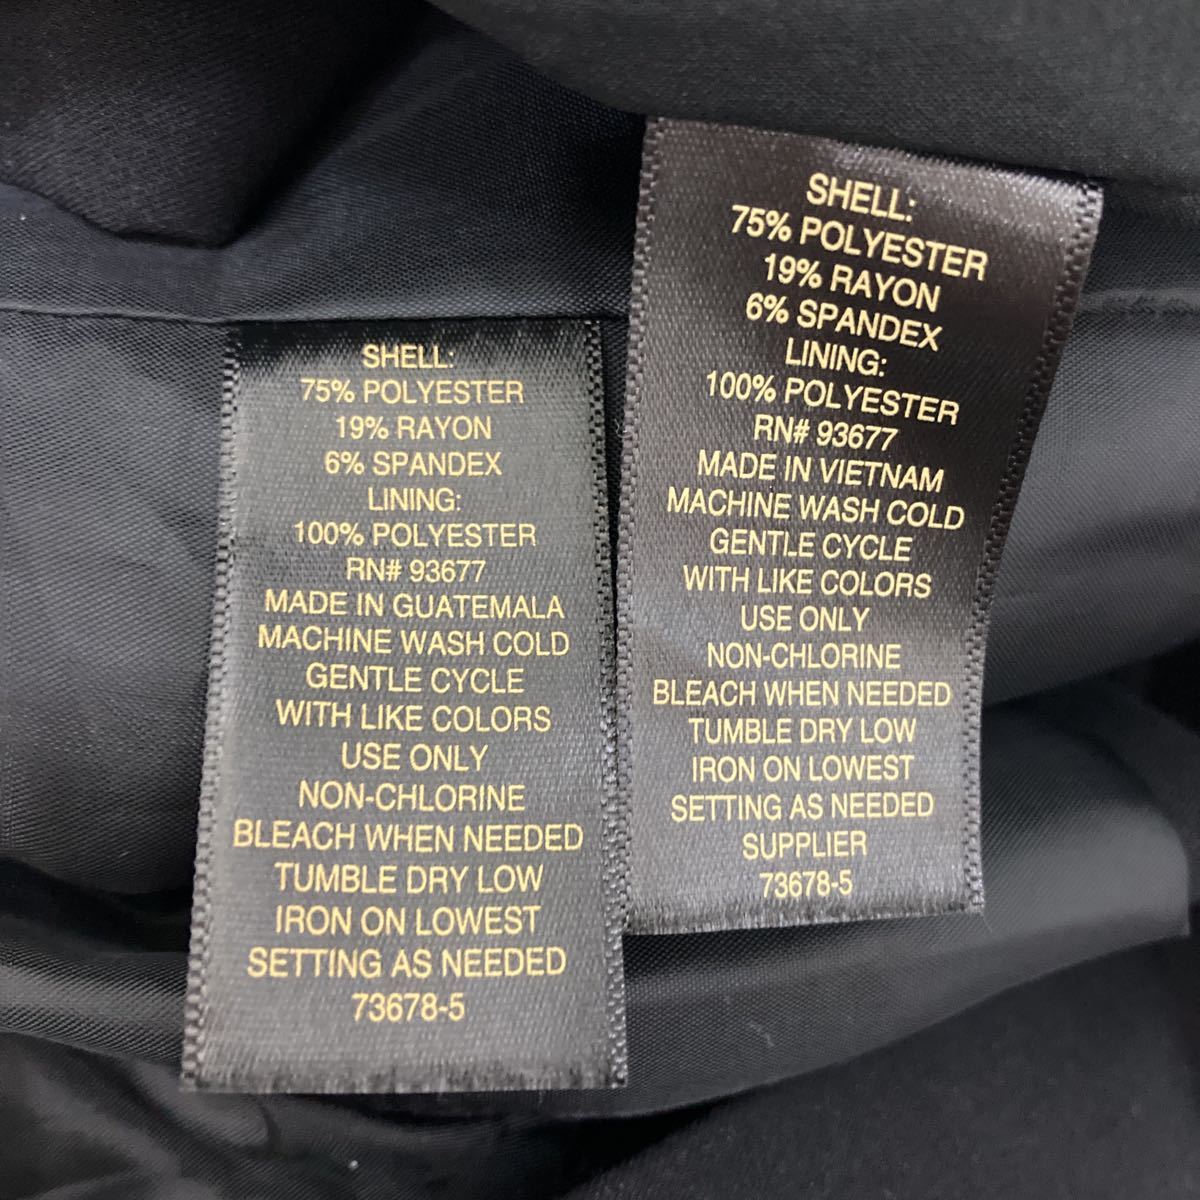 SHELL:
75% POLYESTER
19% RAYON
6% SPANDEX
LINING:
100% POLYESTER
RN# 93677
MADE IN GUATEMALA
MACHINE WASH COLD
GENTLE CYCLE
WITH LIKE COLORS
USE ONLY
NON-CHLORINE
BLEACH WHEN NEEDED
TUMBLE DRY LOW
IRON ON LOWEST
SETTING AS NEEDED
73678-5
SHELL:
75% POLYESTER
19% RAYON
6% SPANDEX
LINING:
100% POLYESTER
RN# 93677
MADE IN VIETNAM
MACHINE WASH COLD
GENTLE CYCLE
WITH LIKE COLORS
USE ONLY
NON-CHLORINE
BLEACH WHEN NEEDED
TUMBLE DRY LOW
IRON ON LOWEST
SETTING AS NEEDED
SUPPLIER
73678-5